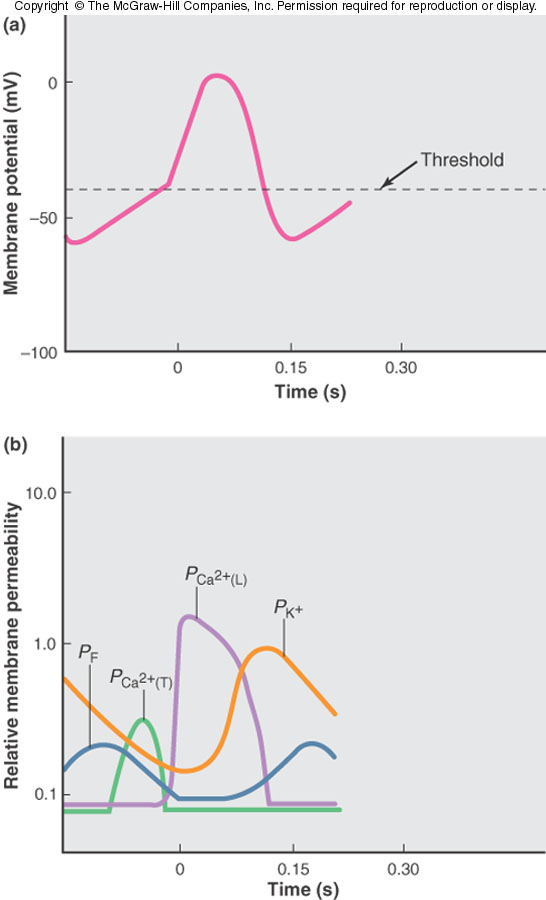 Copyright © The McGraw-Hill Companies, Inc. Permission required for reproduction or display.
(a)
Membrane potential (mV)
0
−50
−100
Threshold
0
0.15
0.30
Time (s)
(b)
Relative membrane permeability
10.0
1.0
0.1
PF
PCa2+(T)
PCa2+(L)
PK+
0
0.15
0.30
Time (s)